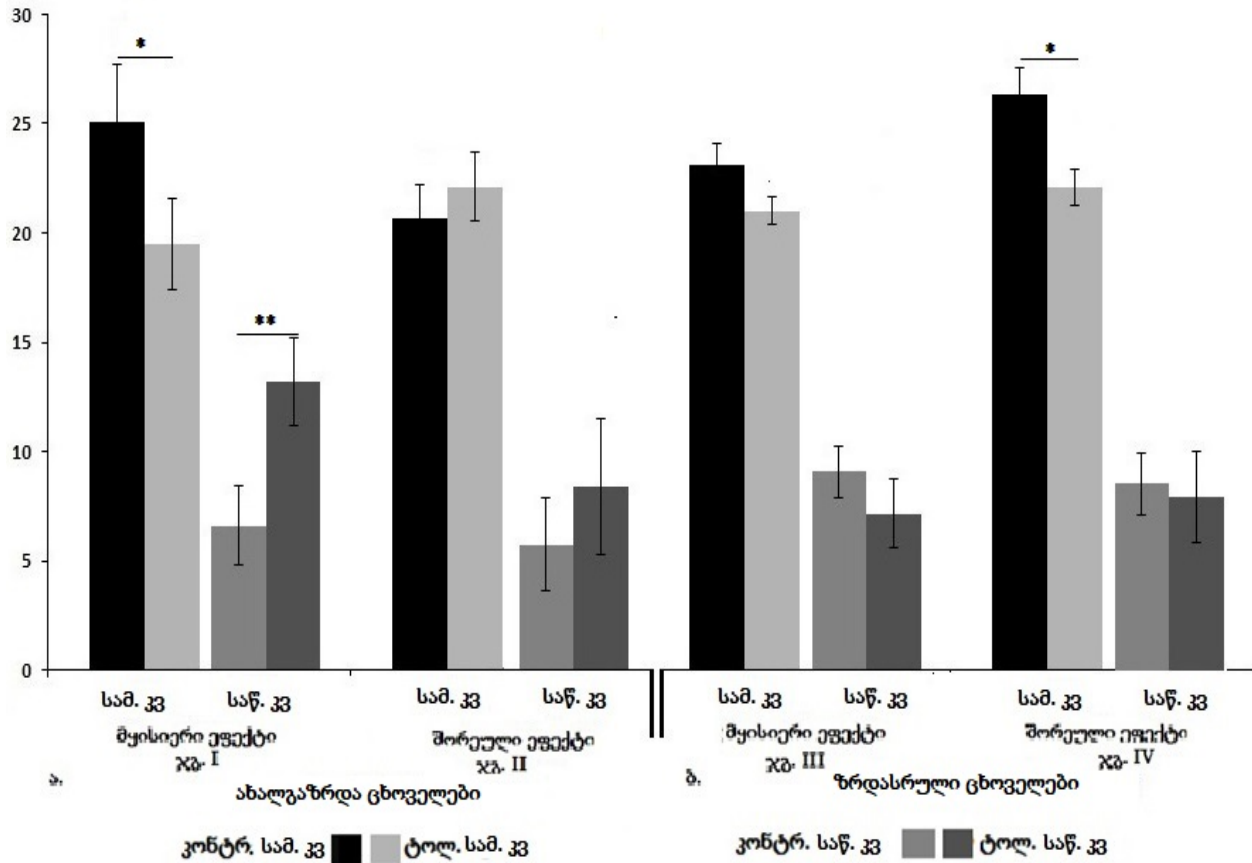 30
25
20
15
10
5
0
*
**
*
სამ. კვ საწ. კვ სამ. კვ საწ. კვ სამ. კვ საწ. კვ სამ. კვ საწ. კვ
მყისიერი ეფექტი შორეული ეფექტი მყისიერი ეფექტი შორეული ეფექტი
ჯგ. I ჯგ. II ჯგ. III ჯგ. IV
ა. ახალგაზრდა ცხოველები ბ. ზრდასრული ცხოველები
კონტრ. სამ. კვ ტოლ. სამ. კვ კონტრ. საწ. კვ ტოლ. საწ. კვ